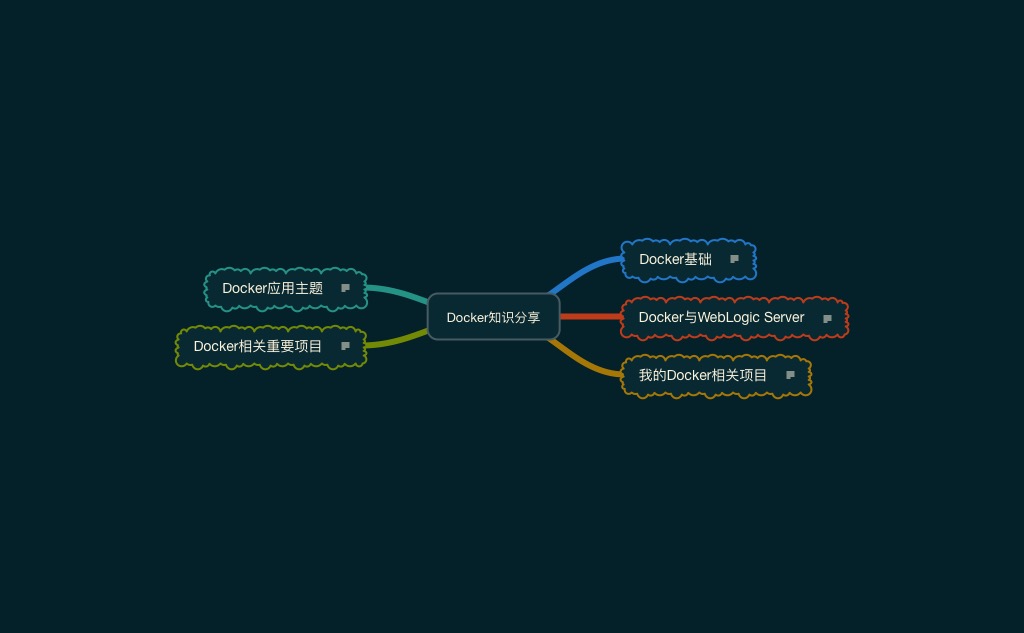 Docker基础
Docker应用主题
Docker知识分享
Docker与WebLogic Server
Docker相关重要项目
我的Docker相关项目